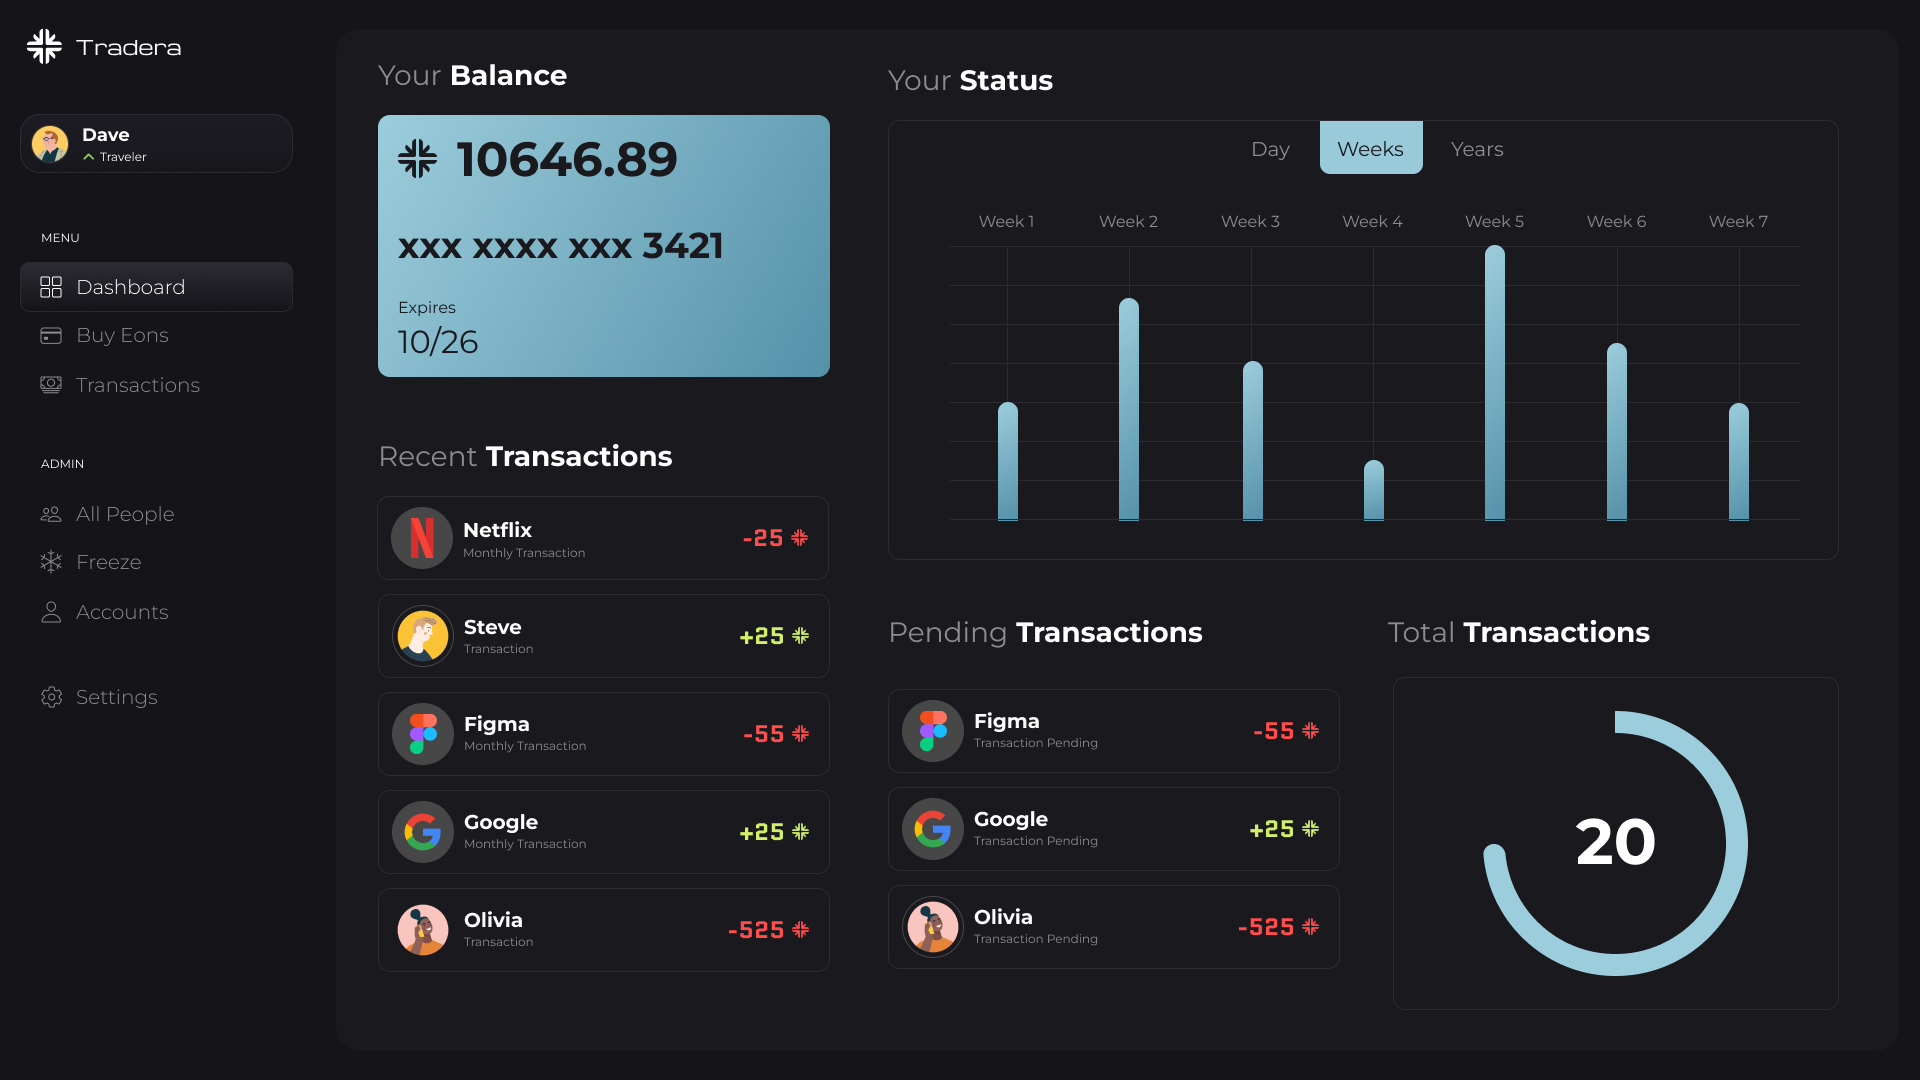 Tradera
Dave
Traveler
MENU
Dashboard
Buy Eons
Transactions
ADMIN
All People
Freeze
Accounts
Settings
Your Balance
10646.89
xxx xxxx xxx 3421
Expires
10/26
Recent Transactions
Netflix
Monthly Transaction
-25
Steve
Transaction
+25
Figma
Monthly Transaction
-55
Google
Monthly Transaction
+25
Olivia
Transaction
-525
Your Status
Day Weeks Years
Week 1 Week 2 Week 3 Week 4 Week 5 Week 6 Week 7
Pending Transactions
Figma
Transaction Pending
-55
Google
Transaction Pending
+25
Olivia
Transaction Pending
-525
Total Transactions
20